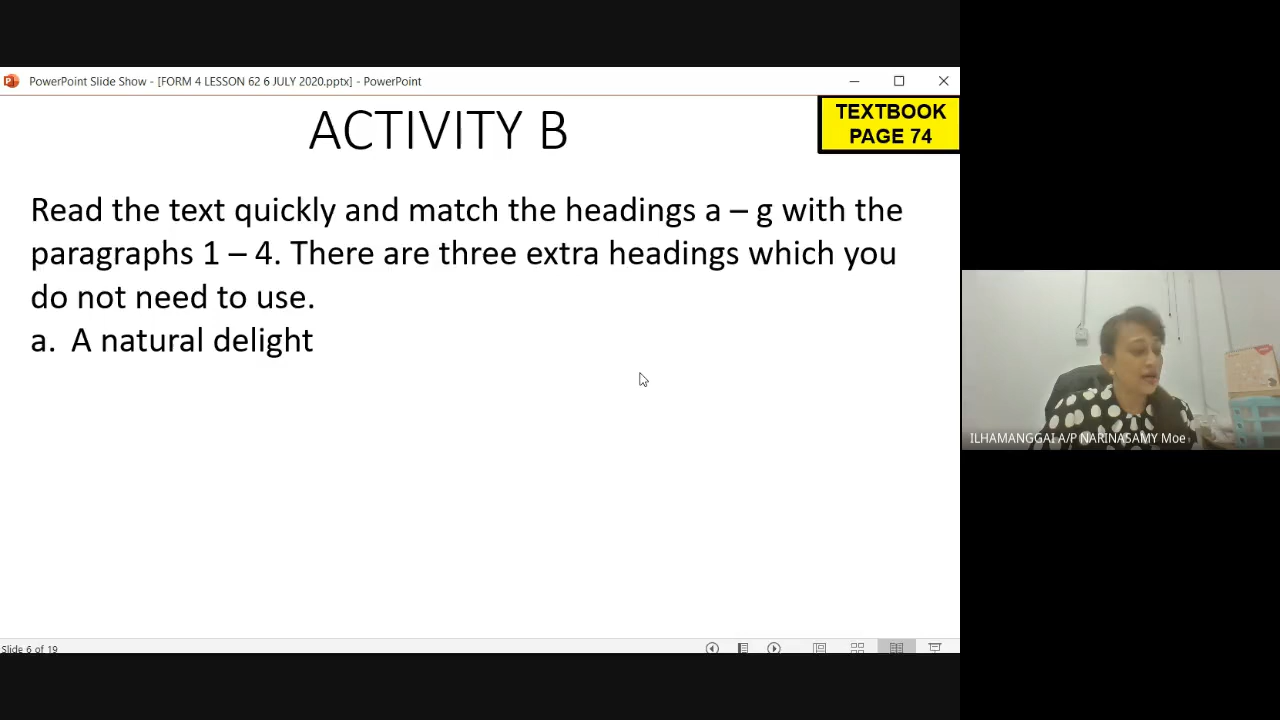 PowerPoint Slide Show - [FORM 4 LESSON 62 6 JULY 2020.pptx] - PowerPoint
ACTIVITY B
TEXTBOOK
PAGE 74
Read the text quickly and match the headings a – g with the
paragraphs 1 – 4. There are three extra headings which you
do not need to use.
a. A natural delight
ILHAMANGGAI A/P NARINASAMY Moe
Slide 6 of 19